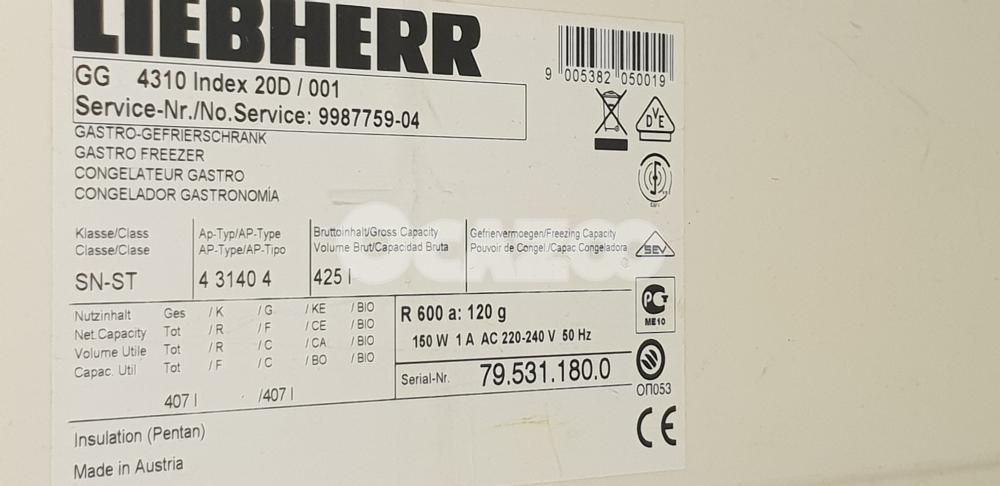 LIEBHERR
GG 4310 Index 20D / 001
Service-Nr./No.Service: 9987759-04
9 005382 050019
GASTRO-GEFRIERSCHRANK
GASTRO FREEZER
CONGELATEUR GASTRO
CONGELADOR GASTRONOMÍA
DVE
Klasse/Class
Classe/Clase
SN-ST
Ap-Typ/AP-Type
AP-Type/AP-Tipo
4 3140 4
Bruttoinhalt/Gross Capacity
Volume Brut/Capacidad Bruta
425 l
Gefriervermoegen/Freezing Capacity
Pouvoir de Congel./Capac.Congeladora
OCAZOO
SEV
Nutzinhalt Ges / K / G / KE / BIO
Net.Capacity Tot / R / F / CE / BIO
Volume Utile Tot / R / C / CA / BIO
Capac. Util Tot / F / C / BO / BIO
407 l /407 l
R 600 a: 120 g
150 W 1 A AC 220-240 V 50 Hz
Serial-Nr. 79.531.180.0
PC
ME10
ОП053
CE
Insulation (Pentan)
Made in Austria